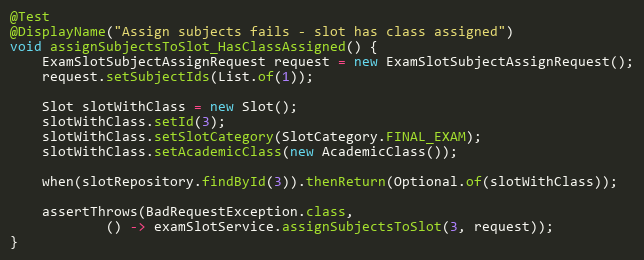 @Test
@DisplayName("Assign subjects fails - slot has class assigned")
void assignSubjectsToSlot_HasClassAssigned() {
    ExamSlotSubjectAssignRequest request = new ExamSlotSubjectAssignRequest();
    request.setSubjectIds(List.of(1));

    Slot slotWithClass = new Slot();
    slotWithClass.setId(3);
    slotWithClass.setSlotCategory(SlotCategory.FINAL_EXAM);
    slotWithClass.setAcademicClass(new AcademicClass());

    when(slotRepository.findById(3)).thenReturn(Optional.of(slotWithClass));

    assertThrows(BadRequestException.class,
            () -> examSlotService.assignSubjectsToSlot(3, request));
}